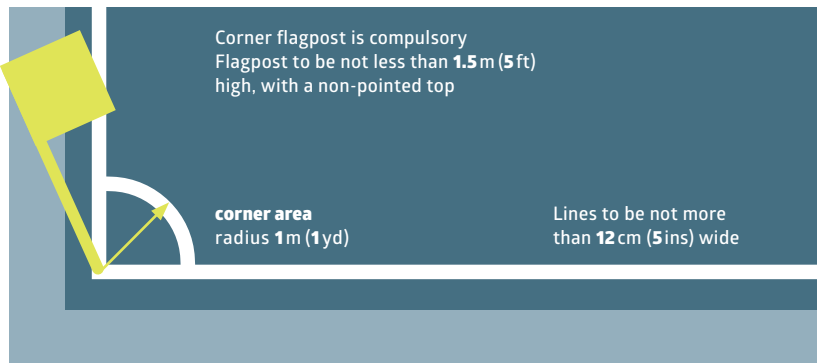 Corner flagpost is compulsory
Flagpost to be not less than 1.5 m (5 ft)
high, with a non-pointed top
corner area
radius 1 m (1 yd)
Lines to be not more
than 12 cm (5 ins) wide